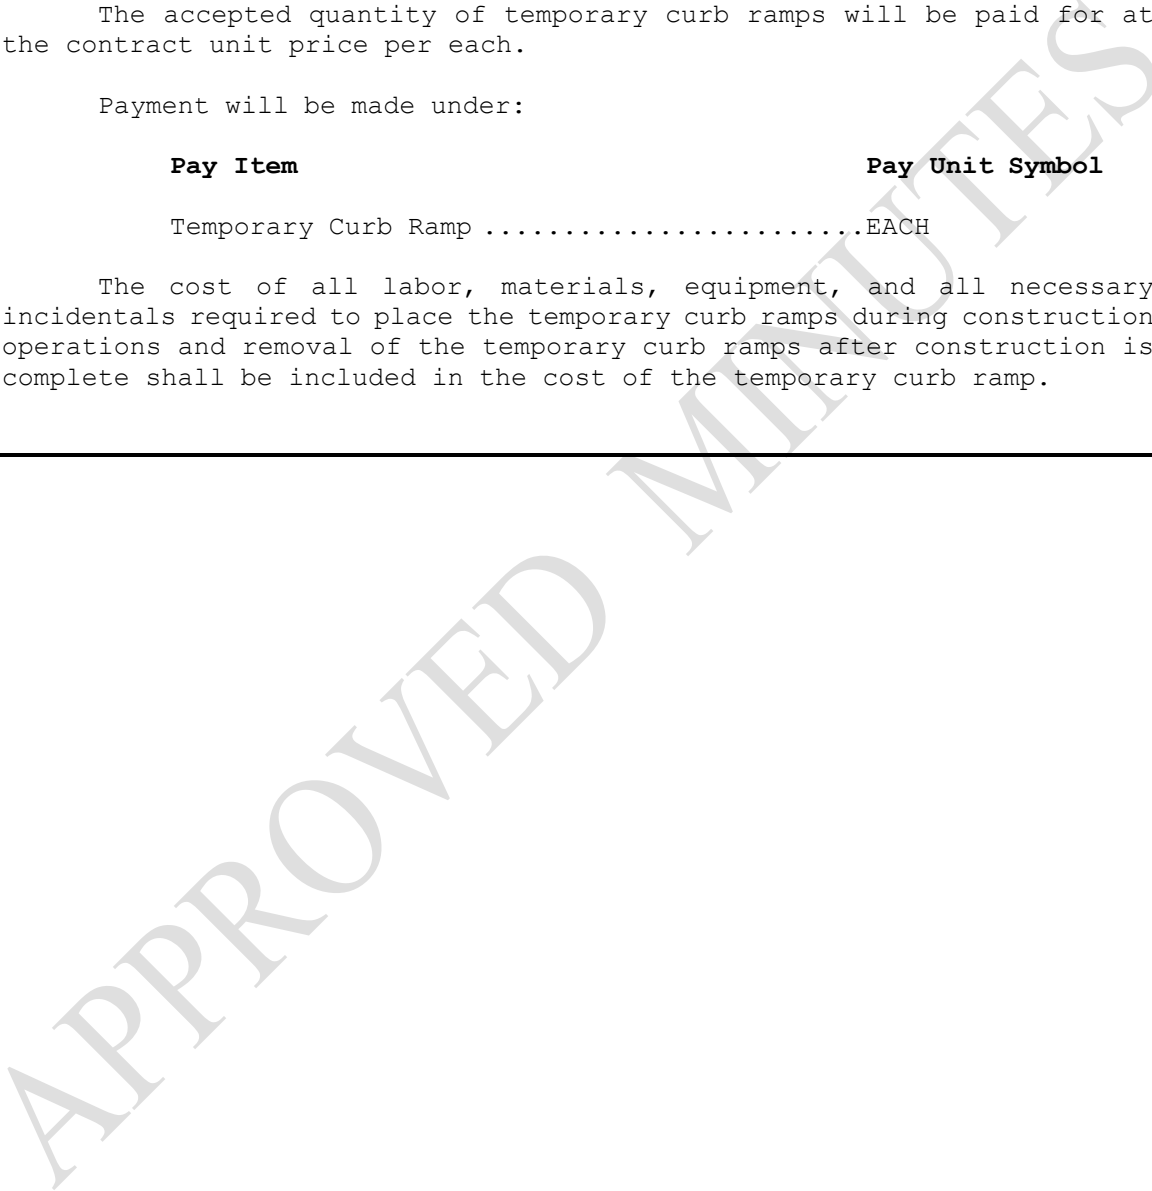 The accepted quantity of temporary curb ramps will be paid for at
the contract unit price per each.
Payment will be made under:
Pay Item Pay Unit Symbol
Temporary Curb Ramp ........................EACH
The cost of all labor, materials, equipment, and all necessary
incidentals required to place the temporary curb ramps during construction
operations and removal of the temporary curb ramps after construction is
complete shall be included in the cost of the temporary curb ramp.
APPROVED MINUTES